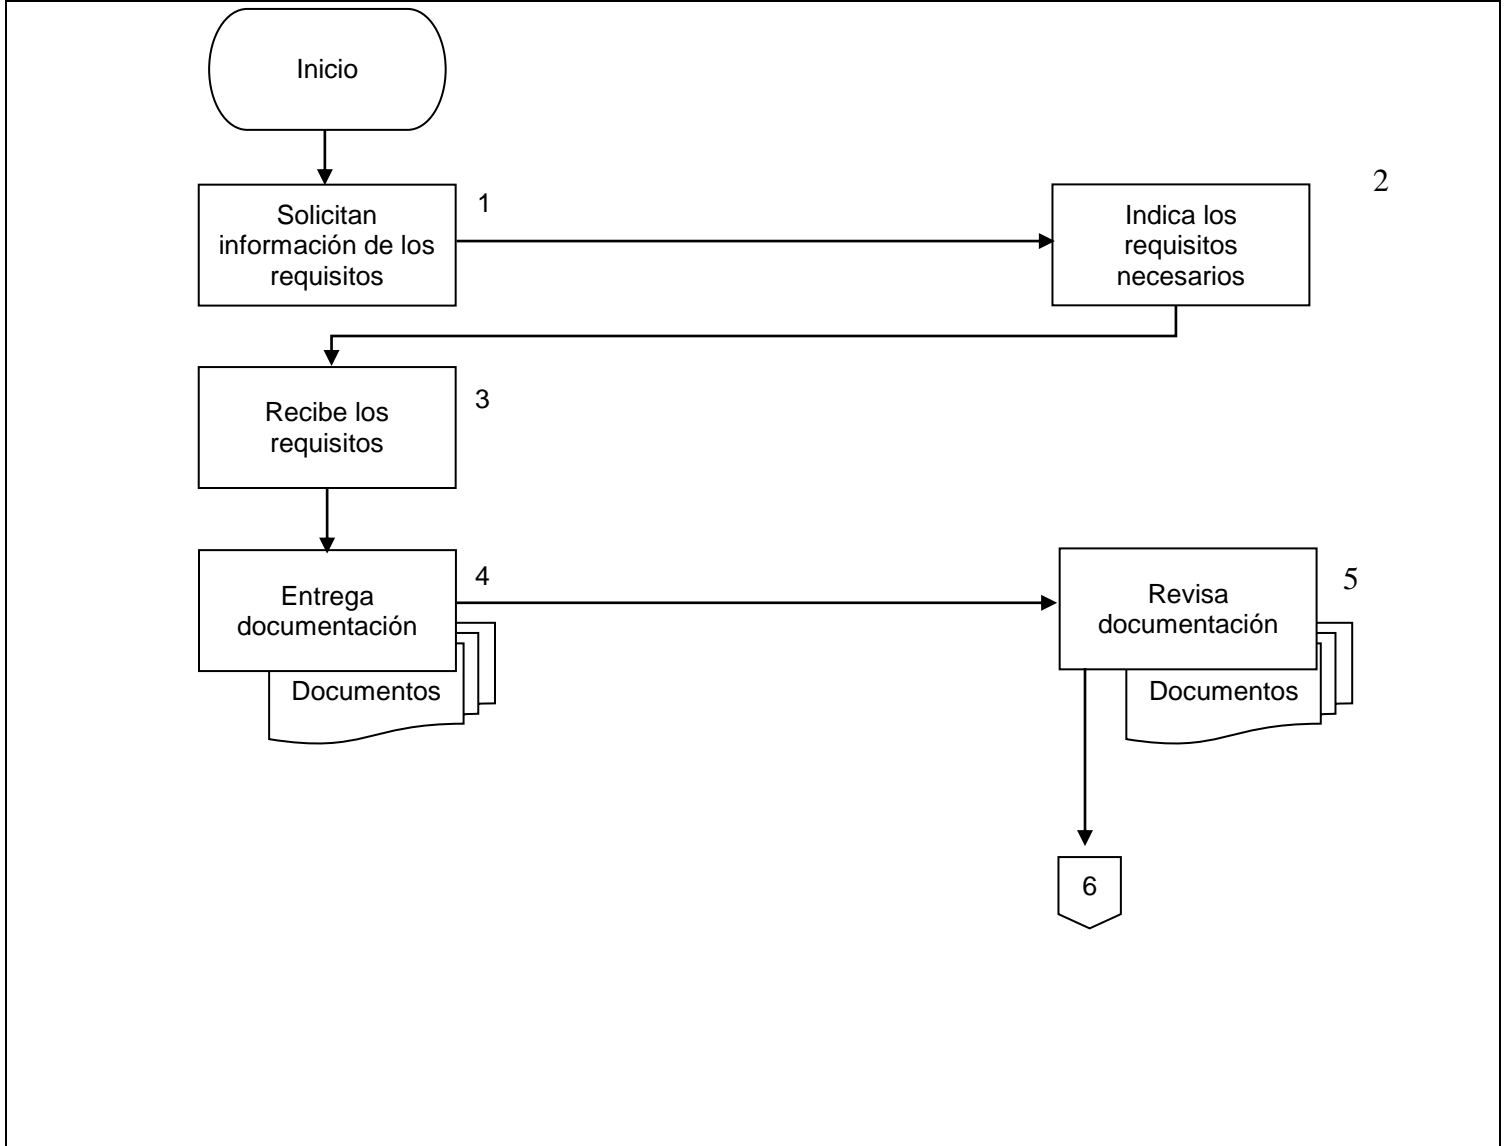 Inicio
Solicitan
información de los
requisitos
1
Indica los
requisitos
necesarios
2
Recibe los
requisitos
3
Entrega
documentación
4
Documentos
Revisa
documentación
5
Documentos
6